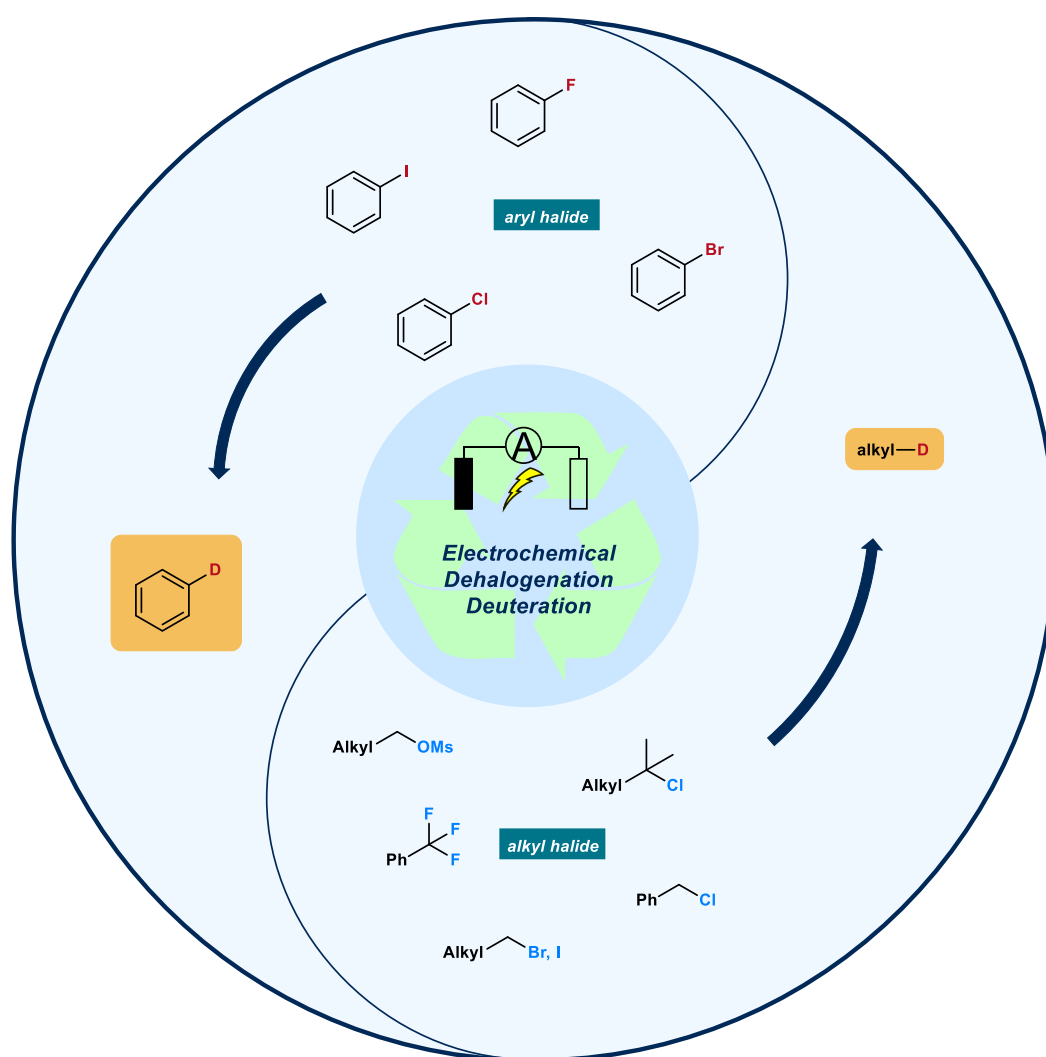 F
I
aryl halide
Br
Cl
A
alkyl—D
Electrochemical
Dehalogenation
Deuteration
D
Alkyl OMs
Alkyl Cl
F
F
Ph F
alkyl halide
Ph Cl
Alkyl Br, I